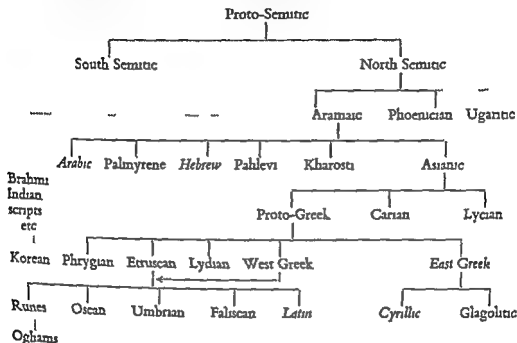 Proto-Semitic
South Semitic North Semitic
Aramaic Phoenician Ugaritic
Arabic Palmyrene Hebrew Pahlevi Kharosti Asianic
Brahmi
Indian
scripts
etc
Proto-Greek Carian Lycian
Korean Phrygian Etruscan Lydian West Greek East Greek
Runes Oscan Umbrian Faliscan Latin Cyrillic Glagolitic
Oghams